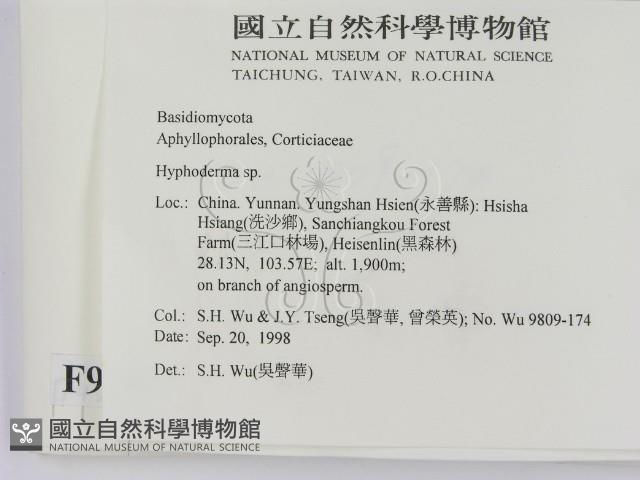 國立自然科學博物館
NATIONAL MUSEUM OF NATURAL SCIENCE
TAICHUNG, TAIWAN, R.O.CHINA
Basidiomycota
Aphyllophorales, Corticiaceae
Hyphoderma sp.
Loc.: China. Yunnan. Yungshan Hsien(永善縣): Hsisha
Hsiang(洗沙鄉), Sanchiangkou Forest
Farm(三江口林場), Heisenlin(黑森林)
28.13N, 103.57E; alt. 1,900m;
on branch of angiosperm.
Col.: S.H. Wu & J.Y. Tseng(吳聲華, 曾榮英); No. Wu 9809-174
Date: Sep. 20, 1998
Det.: S.H. Wu(吳聲華)
F9
國立自然科學博物館
NATIONAL MUSEUM OF NATURAL SCIENCE